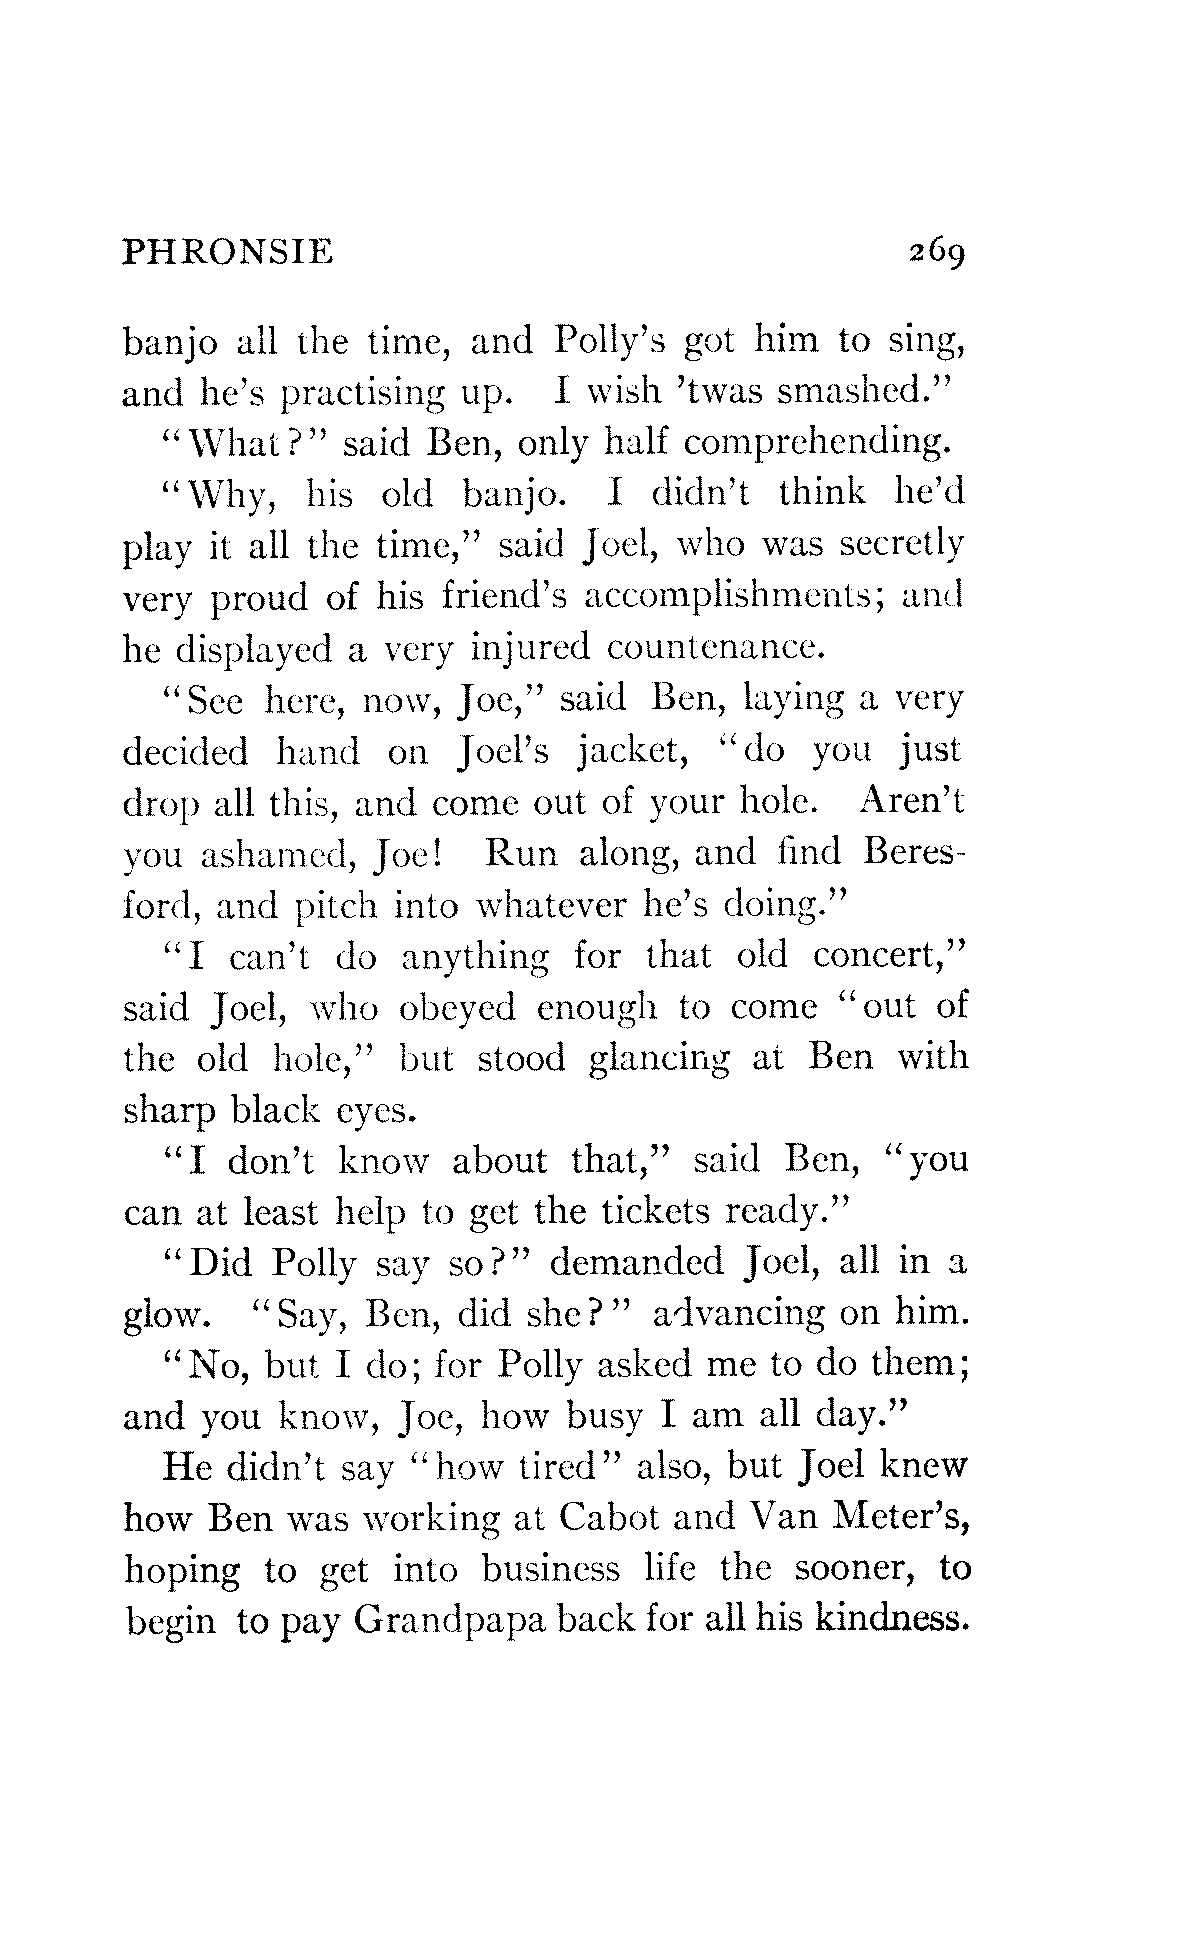 PHRONSIE 269
banjo all the time, and Polly's got him to sing,
and he's practising up. I wish 'twas smashed."
"What?" said Ben, only half comprehending.
"Why, his old banjo. I didn't think he'd
play it all the time," said Joel, who was secretly
very proud of his friend's accomplishments; and
he displayed a very injured countenance.
"See here, now, Joe," said Ben, laying a very
decided hand on Joel's jacket, "do you just
drop all this, and come out of your hole. Aren't
you ashamed, Joe! Run along, and find Beres-
ford, and pitch into whatever he's doing."
"I can't do anything for that old concert,"
said Joel, who obeyed enough to come "out of
the old hole," but stood glancing at Ben with
sharp black eyes.
"I don't know about that," said Ben, "you
can at least help to get the tickets ready."
"Did Polly say so?" demanded Joel, all in a
glow. "Say, Ben, did she?" advancing on him.
"No, but I do; for Polly asked me to do them;
and you know, Joe, how busy I am all day."
He didn't say "how tired" also, but Joel knew
how Ben was working at Cabot and Van Meter's,
hoping to get into business life the sooner, to
begin to pay Grandpapa back for all his kindness.